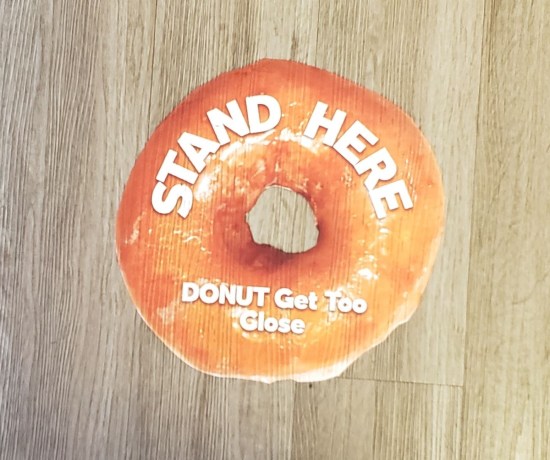 STAND HERE
DONUT Get Too
Close